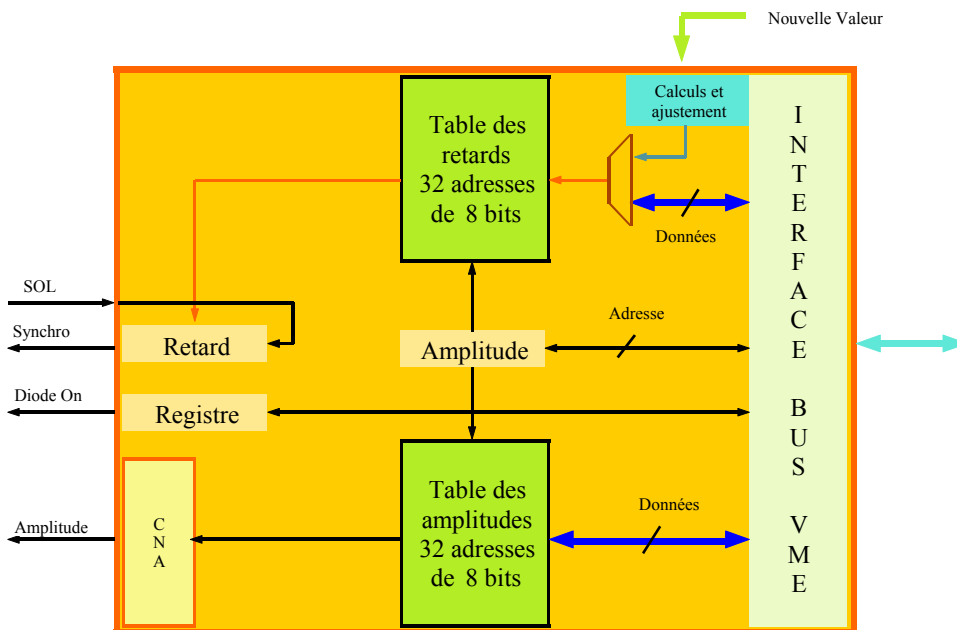 Nouvelle Valeur
Calculs et
ajustement
Table des
retards
32 adresses
de 8 bits
Données
SOL
Synchro
Retard
Amplitude
Adresse
Diode On
Registre
Table des
amplitudes
32 adresses
de 8 bits
Données
Amplitude
C
N
A
I
N
T
E
R
F
A
C
E
B
U
S
V
M
E